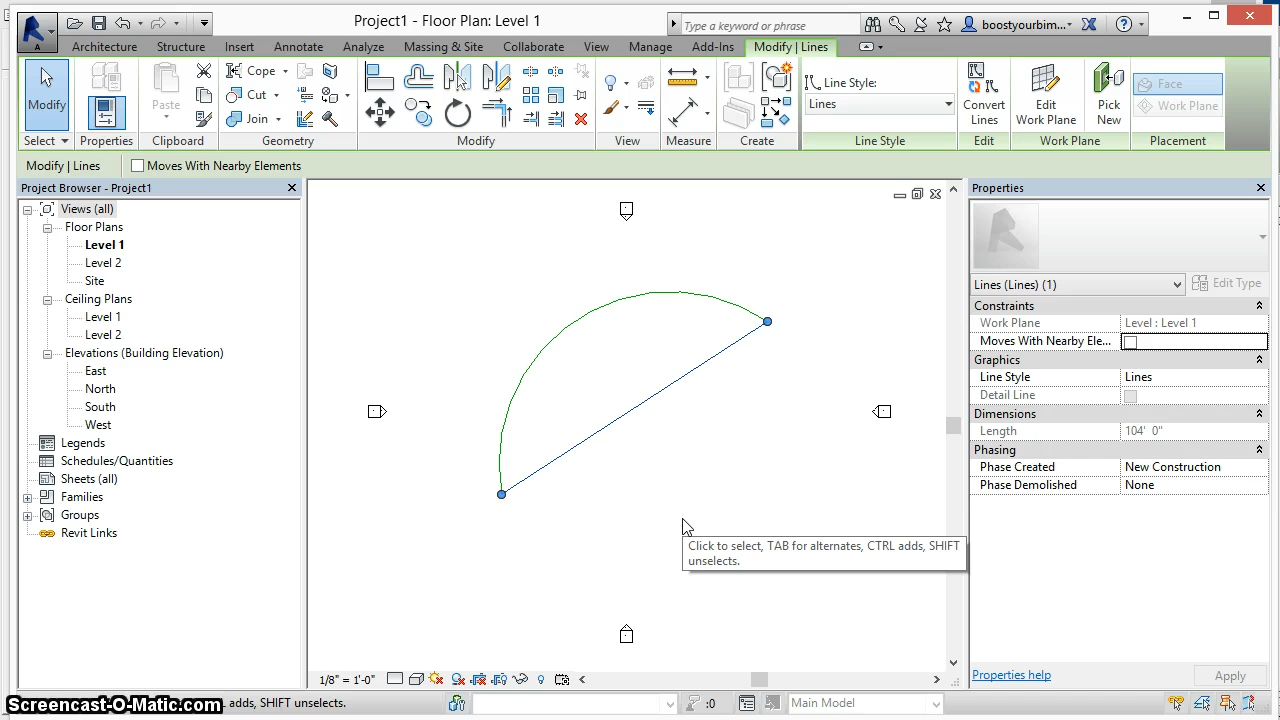 Project1 - Floor Plan: Level 1
Type a keyword or phrase
boostyourbim...
A
Architecture
Structure
Insert
Annotate
Analyze
Massing & Site
Collaborate
View
Manage
Add-Ins
Modify | Lines
Modify
Paste
Cope
Cut
Join
Line Style:
Lines
Convert
Lines
Edit
Work Plane
Pick
New
Face
Work Plane
Select
Properties
Clipboard
Geometry
Modify
View
Measure
Create
Line Style
Edit
Work Plane
Placement
Modify | Lines
Moves With Nearby Elements
Project Browser - Project1
Views (all)
Floor Plans
Level 1
Level 2
Site
Ceiling Plans
Level 1
Level 2
Elevations (Building Elevation)
East
North
South
West
Legends
Schedules/Quantities
Sheets (all)
Families
Groups
Revit Links
Click to select, TAB for alternates, CTRL adds, SHIFT
unselects.
Properties
Lines (Lines) (1)
Edit Type
Constraints
Work Plane
Level : Level 1
Moves With Nearby Ele...
Graphics
Line Style
Lines
Detail Line
Dimensions
Length
104' 0"
Phasing
Phase Created
New Construction
Phase Demolished
None
Properties help
Apply
1/8" = 1'-0"
Screencast-O-Matic.com
adds, SHIFT unselects.
:0
Main Model